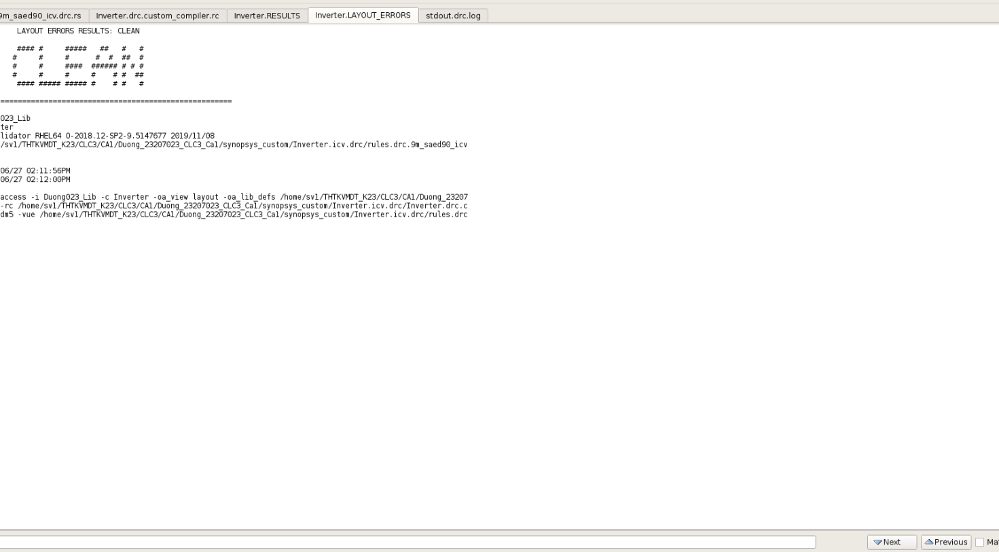 9m_saed90_icv.drc.rs Inverter.drc.custom_compiler.rc Inverter.RESULTS Inverter.LAYOUT_ERRORS stdout.drc.log
LAYOUT ERRORS RESULTS: CLEAN
#### #     #####   ##   #   #
#     #     #      #  #  ##  #
#     #     ####  ###### # # #
#     #     #     #    # #  ##
#### ##### ##### #    # #   #
=====================================================
023_Lib
ter
lidator RHEL64 O-2018.12-SP2-9.5147677 2019/11/08
/sv1/THTKVMDT_K23/CLC3/CA1/Duong_23207023_CLC3_Ca1/synopsys_custom/Inverter.icv.drc/rules.drc.9m_saed90_icv
06/27 02:11:56PM
06/27 02:12:00PM
access -i Duong023_Lib -c Inverter -oa_view layout -oa_lib_defs /home/sv1/THTKVMDT_K23/CLC3/CA1/Duong_23207
-rc /home/sv1/THTKVMDT_K23/CLC3/CA1/Duong_23207023_CLC3_Ca1/synopsys_custom/Inverter.icv.drc/Inverter.drc.c
dm5 -vue /home/sv1/THTKVMDT_K23/CLC3/CA1/Duong_23207023_CLC3_Ca1/synopsys_custom/Inverter.icv.drc/rules.drc
Next Previous Ma